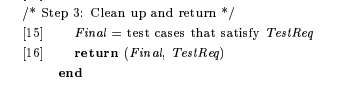 /* Step 3: Clean up and return */
[15] Final = test cases that satisfy TestReq
[16] return (Final, TestReq)
end